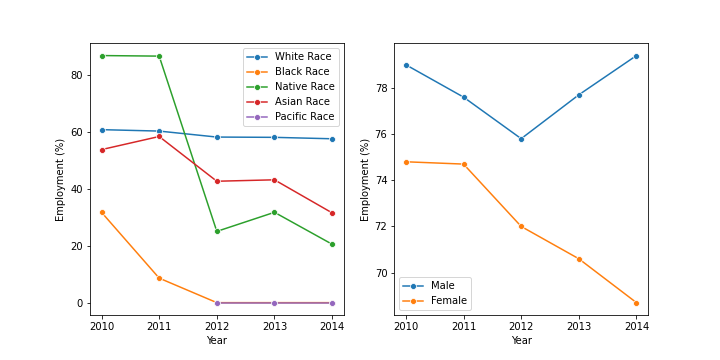 Employment (%)
80
60
40
20
0
2010 2011 2012 2013 2014
Year
White Race
Black Race
Native Race
Asian Race
Pacific Race
Employment (%)
78
76
74
72
70
2010 2011 2012 2013 2014
Year
Male
Female